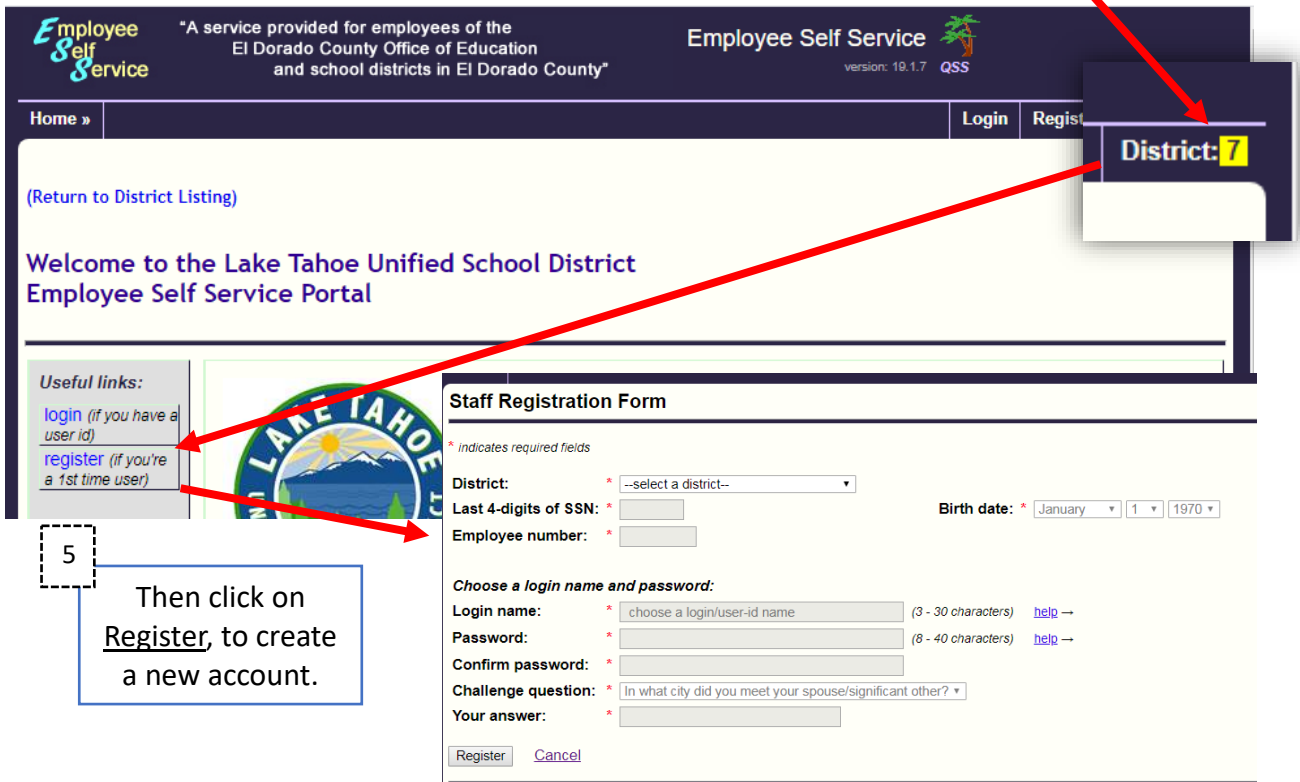 Employee Self Service
"A service provided for employees of the
El Dorado County Office of Education
and school districts in El Dorado County"
Employee Self Service
version: 19.1.7 QSS
Home »
Login
Regist
District: 7
(Return to District Listing)
Welcome to the Lake Tahoe Unified School District
Employee Self Service Portal
Useful links:
login (if you have a
user id)
register (if you're
a 1st time user)
LAKE TAHO
Staff Registration Form
* indicates required fields
District: * --select a district--
Last 4-digits of SSN: * Birth date: * January 1 1970
Employee number: *
Choose a login name and password:
Login name: * choose a login/user-id name (3 - 30 characters) help →
Password: * (8 - 40 characters) help →
Confirm password: *
Challenge question: * In what city did you meet your spouse/significant other?
Your answer: *
Register Cancel
5
Then click on
Register, to create
a new account.